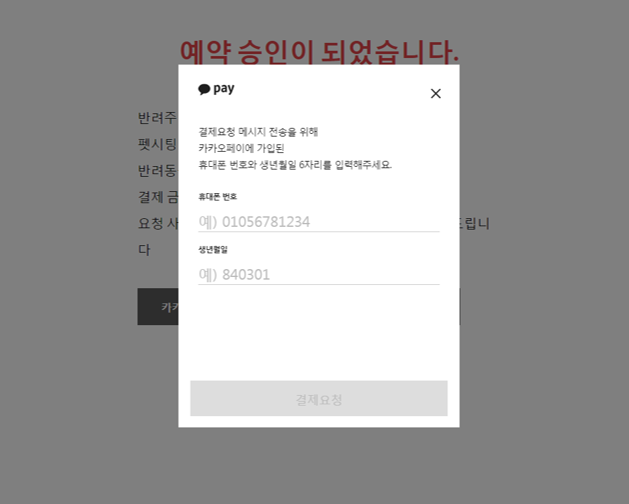 예약 승인이 되었습니다.
pay
결제요청 메시지 전송을 위해
카카오페이에 가입된
휴대폰 번호와 생년월일 6자리를 입력해주세요.
휴대폰 번호
예) 01056781234
생년월일
예) 840301
결제요청
반려주
펫시팅
반려동
결제 금
요청 사 드립니
다
카카